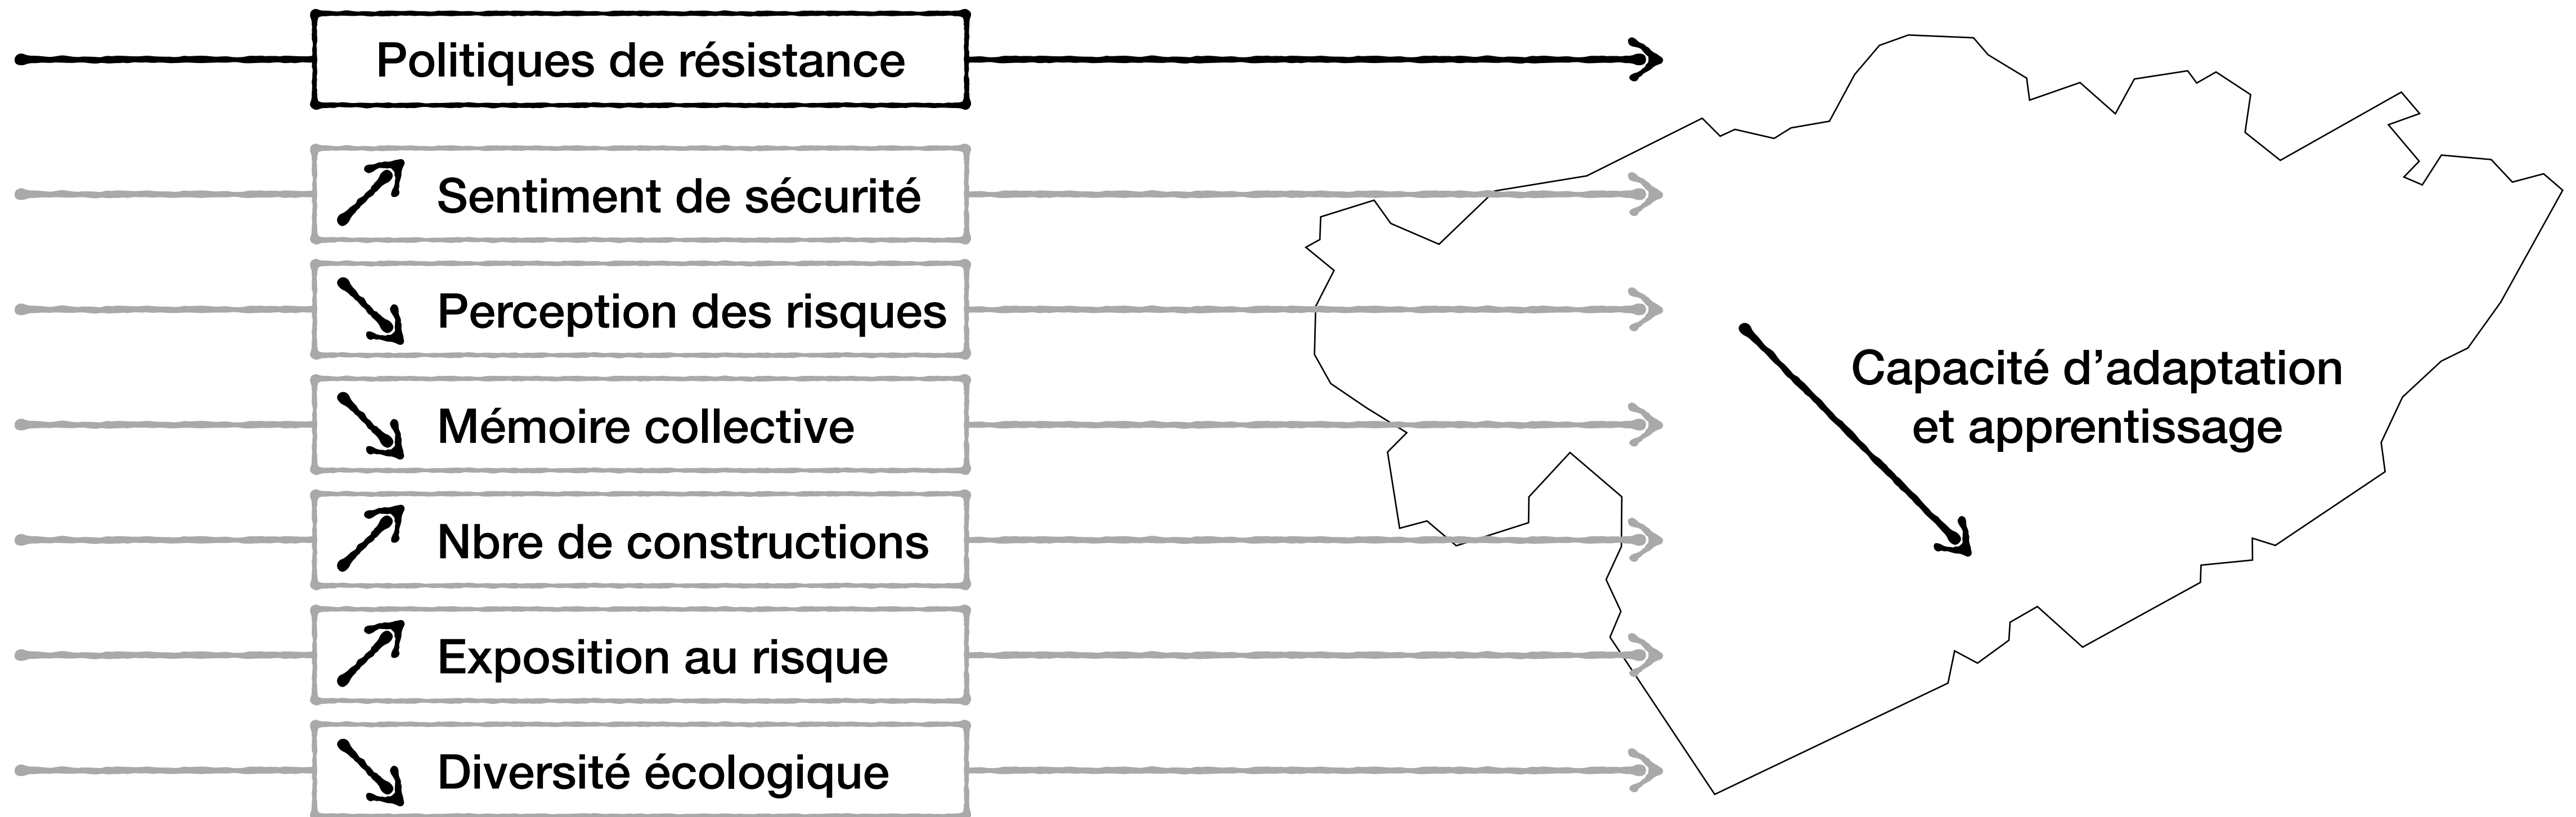 Politiques de résistance
Sentiment de sécurité
Perception des risques
Mémoire collective
Nbre de constructions
Exposition au risque
Diversité écologique
Capacité d’adaptation
et apprentissage